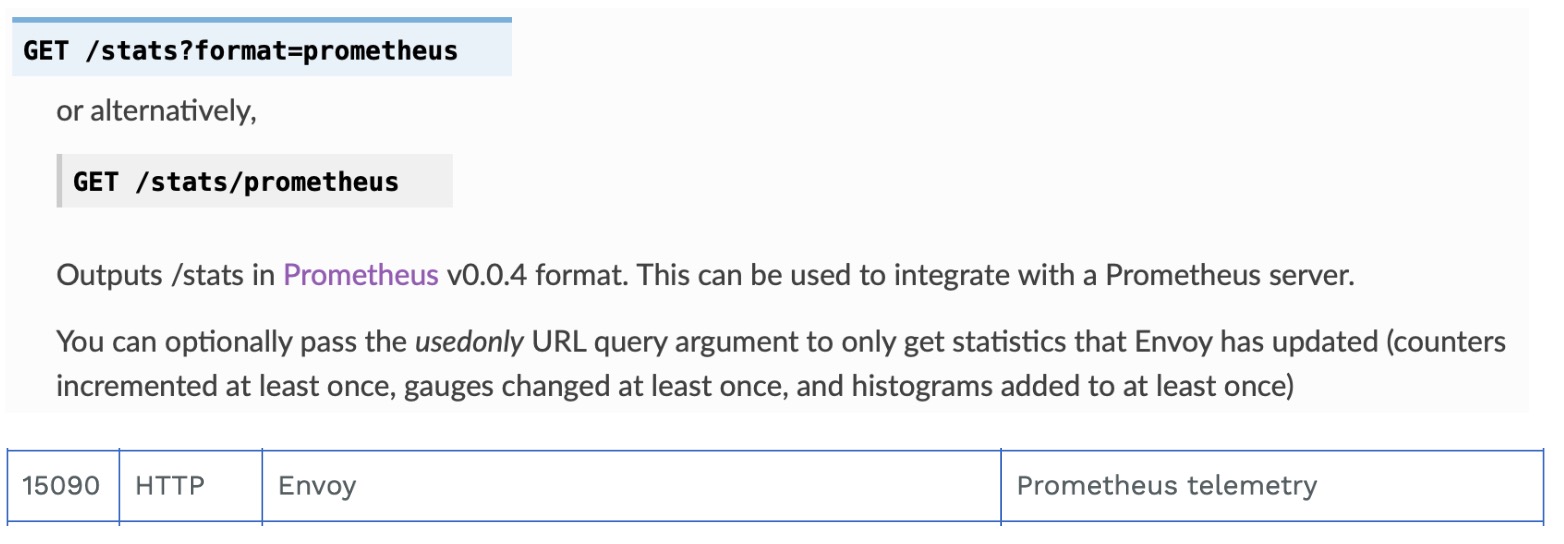 GET /stats?format=prometheus
or alternatively,
GET /stats/prometheus
Outputs /stats in Prometheus v0.0.4 format. This can be used to integrate with a Prometheus server.
You can optionally pass the usedonly URL query argument to only get statistics that Envoy has updated (counters
incremented at least once, gauges changed at least once, and histograms added to at least once)
15090 HTTP Envoy Prometheus telemetry